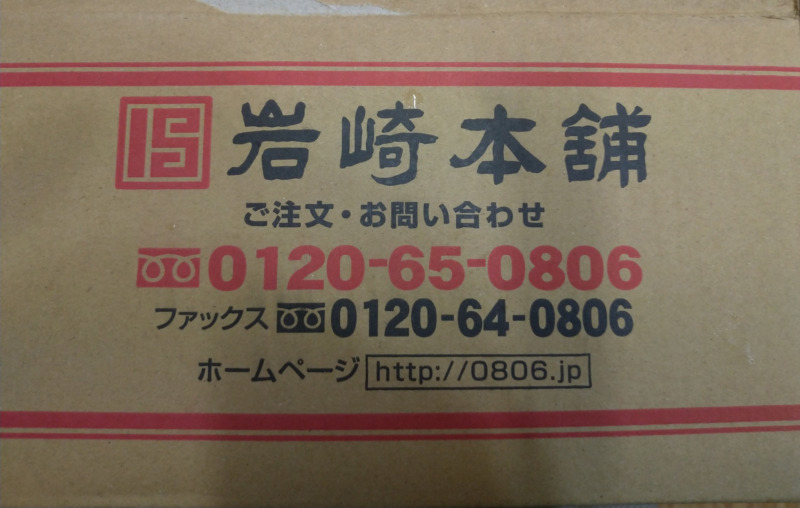 岩崎本舗
ご注文・お問い合わせ
0120-65-0806
ファックス 0120-64-0806
ホームページ http://0806.jp